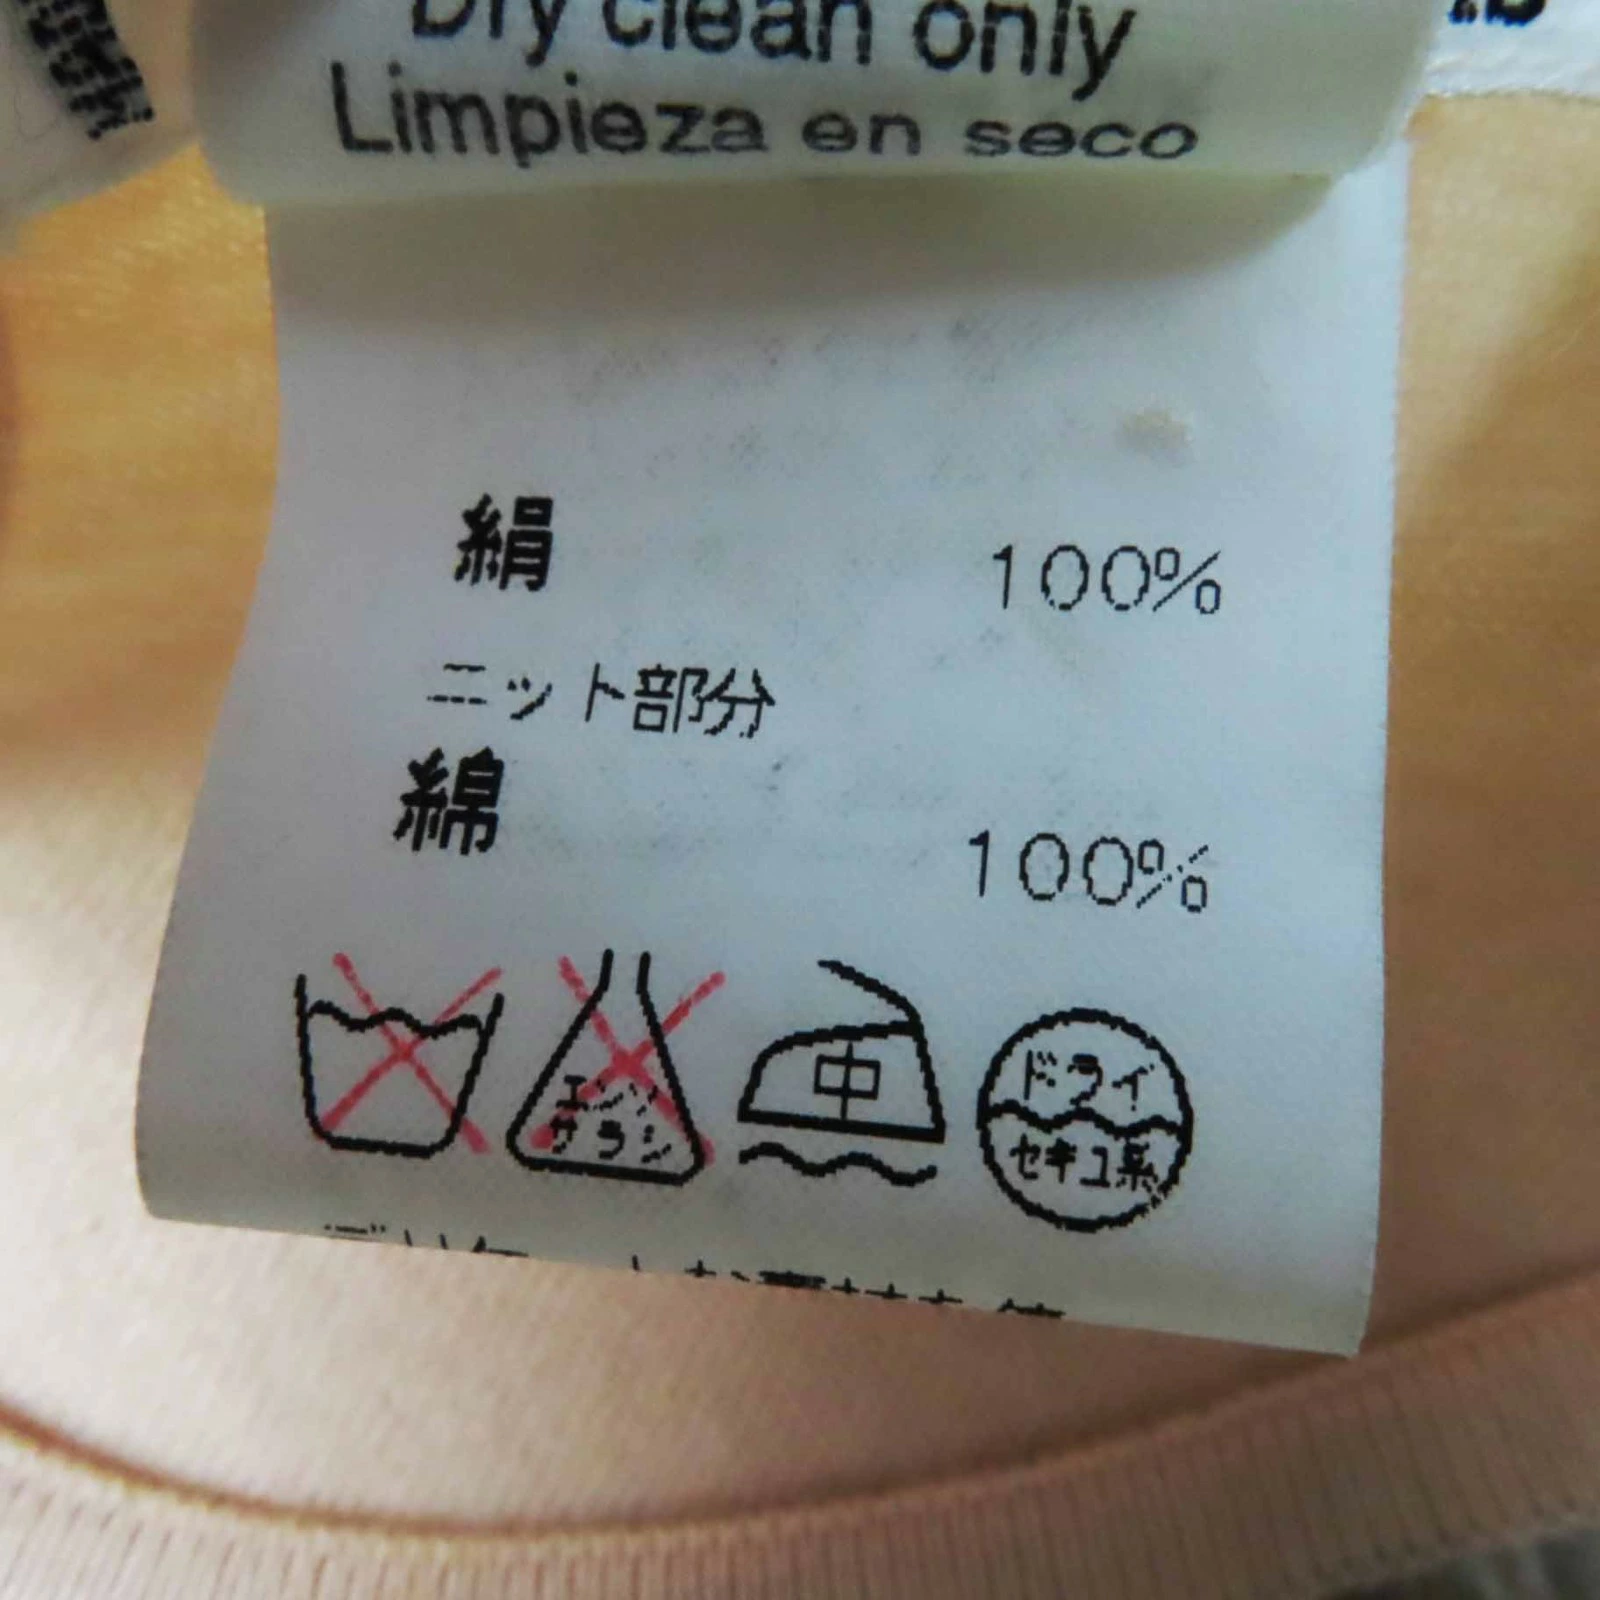 Dry clean only
Limpieza en seco
絹 100%
ニット部分
綿 100%
エンソ
サラシ
中
ドライ
セキユ系